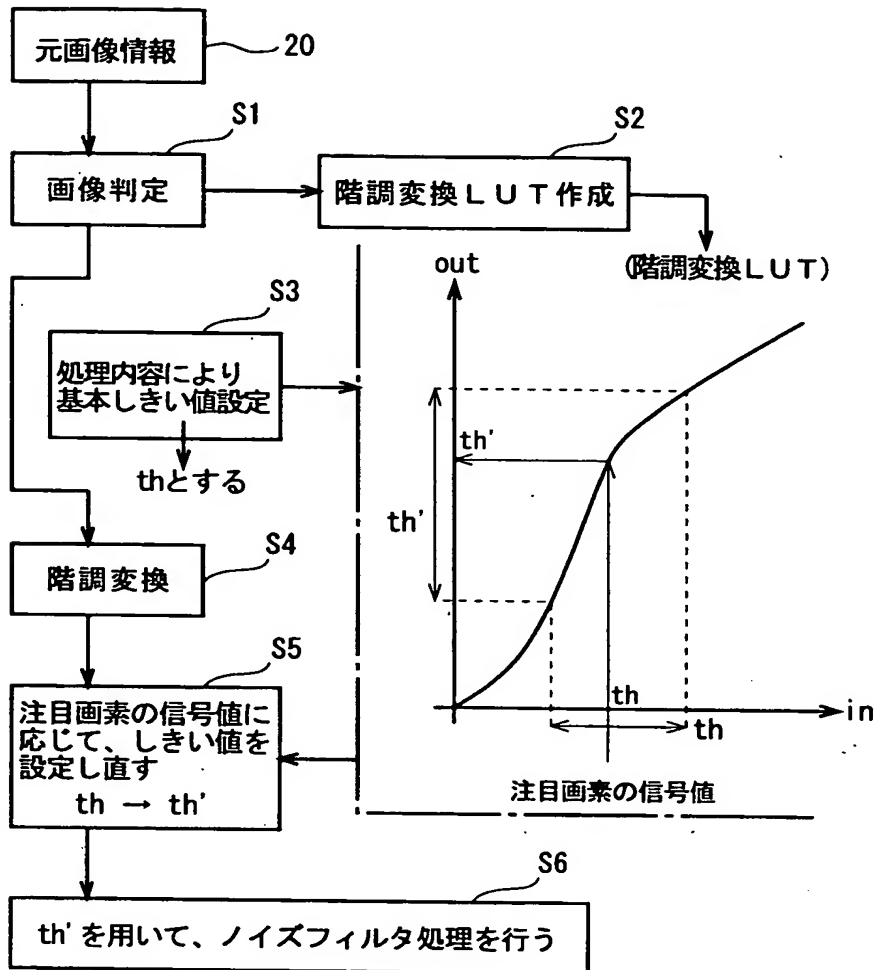 元画像情報
20
S1
画像判定
S2
階調変換LUT作成
(階調変換LUT)
out
S3
処理内容により
基本しきい値設定
thとする
th'
th'
S4
階調変換
S5
注目画素の信号値に
応じて、しきい値を
設定し直す
th → th'
th
in
th
注目画素の信号値
S6
th'を用いて、ノイズフィルタ処理を行う